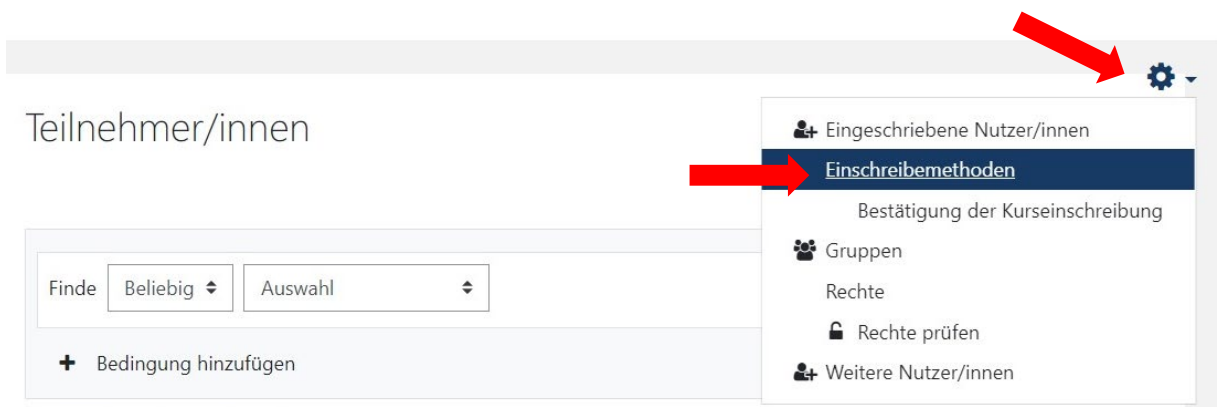 Teilnehmer/innen
Eingeschriebene Nutzer/innen
Einschreibemethoden
Bestätigung der Kurseinschreibung
Gruppen
Rechte
Rechte prüfen
Weitere Nutzer/innen
Finde Beliebig Auswahl
Bedingung hinzufügen